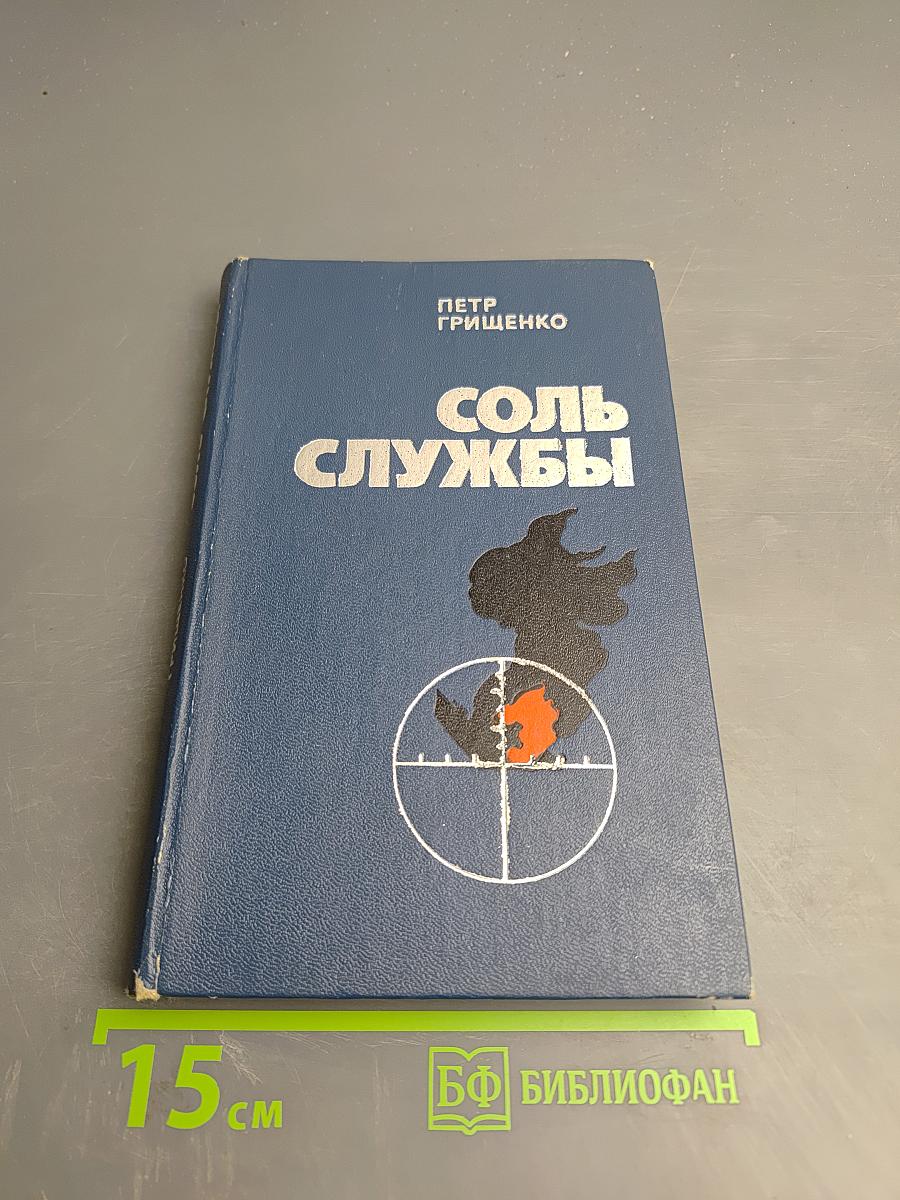 ПЕТР
ГРИЩЕНКО
СОЛЬ
СЛУЖБЫ
15 см
БФ БИБЛИОФАН